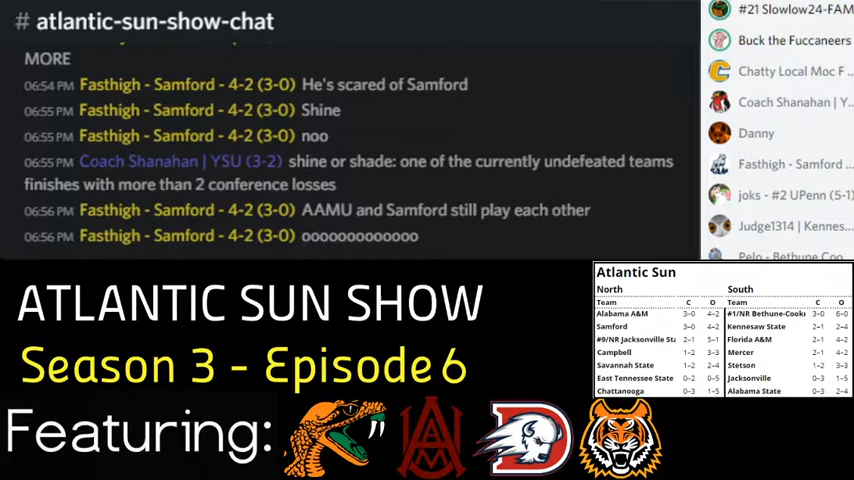 # atlantic-sun-show-chat
MORE
06:54 PM Fasthigh - Samford - 4-2 (3-0) He's scared of Samford
06:55 PM Fasthigh - Samford - 4-2 (3-0) Shine
06:55 PM Fasthigh - Samford - 4-2 (3-0) noo
06:55 PM Coach Shanahan | YSU (3-2) shine or shade: one of the currently undefeated teams
finishes with more than 2 conference losses
06:56 PM Fasthigh - Samford - 4-2 (3-0) AAMU and Samford still play each other
06:56 PM Fasthigh - Samford - 4-2 (3-0) ooooooooooooo
#21 Slowlow24-FAM
Buck the Fuccaneers
Chatty Local Moc F ..
Coach Shanahan | Y..
Danny
Fasthigh - Samford ...
joks - #2 UPenn (5-1)
Judge1314 | Kennes...
Pelo - Bethune Coo
ATLANTIC SUN SHOW
Season 3 - Episode 6
Featuring:
Atlantic Sun
North South
Team C O Team C O
Alabama A&M 3-0 4-2 #1/NR Bethune-Cooki 3-0 6-0
Samford 3-0 4-2 Kennesaw State 2-1 2-4
#9/NR Jacksonville Sta 2-1 5-1 Florida A&M 2-1 4-2
Campbell 1-2 3-3 Mercer 2-1 4-2
Savannah State 1-2 2-4 Stetson 1-2 3-3
East Tennessee State 0-2 0-5 Jacksonville 0-3 1-5
Chattanooga 0-3 1-5 Alabama State 0-3 2-4